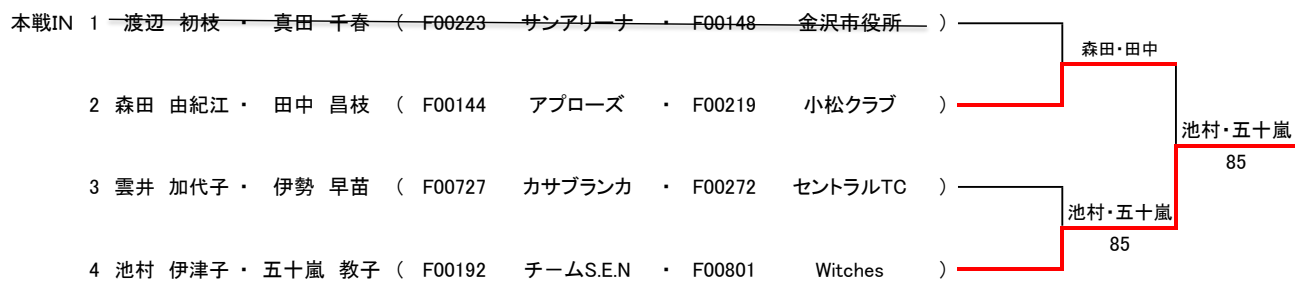 本戦IN 1 渡辺 初枝 ・ 真田 千春 ( F00223 サンアリーナ ・ F00148 金沢市役所 )
森田・田中
2 森田 由紀江 ・ 田中 昌枝 ( F00144 アプローズ ・ F00219 小松クラブ )
池村・五十嵐
85
3 雲井 加代子 ・ 伊勢 早苗 ( F00727 カサブランカ ・ F00272 セントラルTC )
池村・五十嵐
85
4 池村 伊津子 ・ 五十嵐 教子 ( F00192 チームS.E.N ・ F00801 Witches )